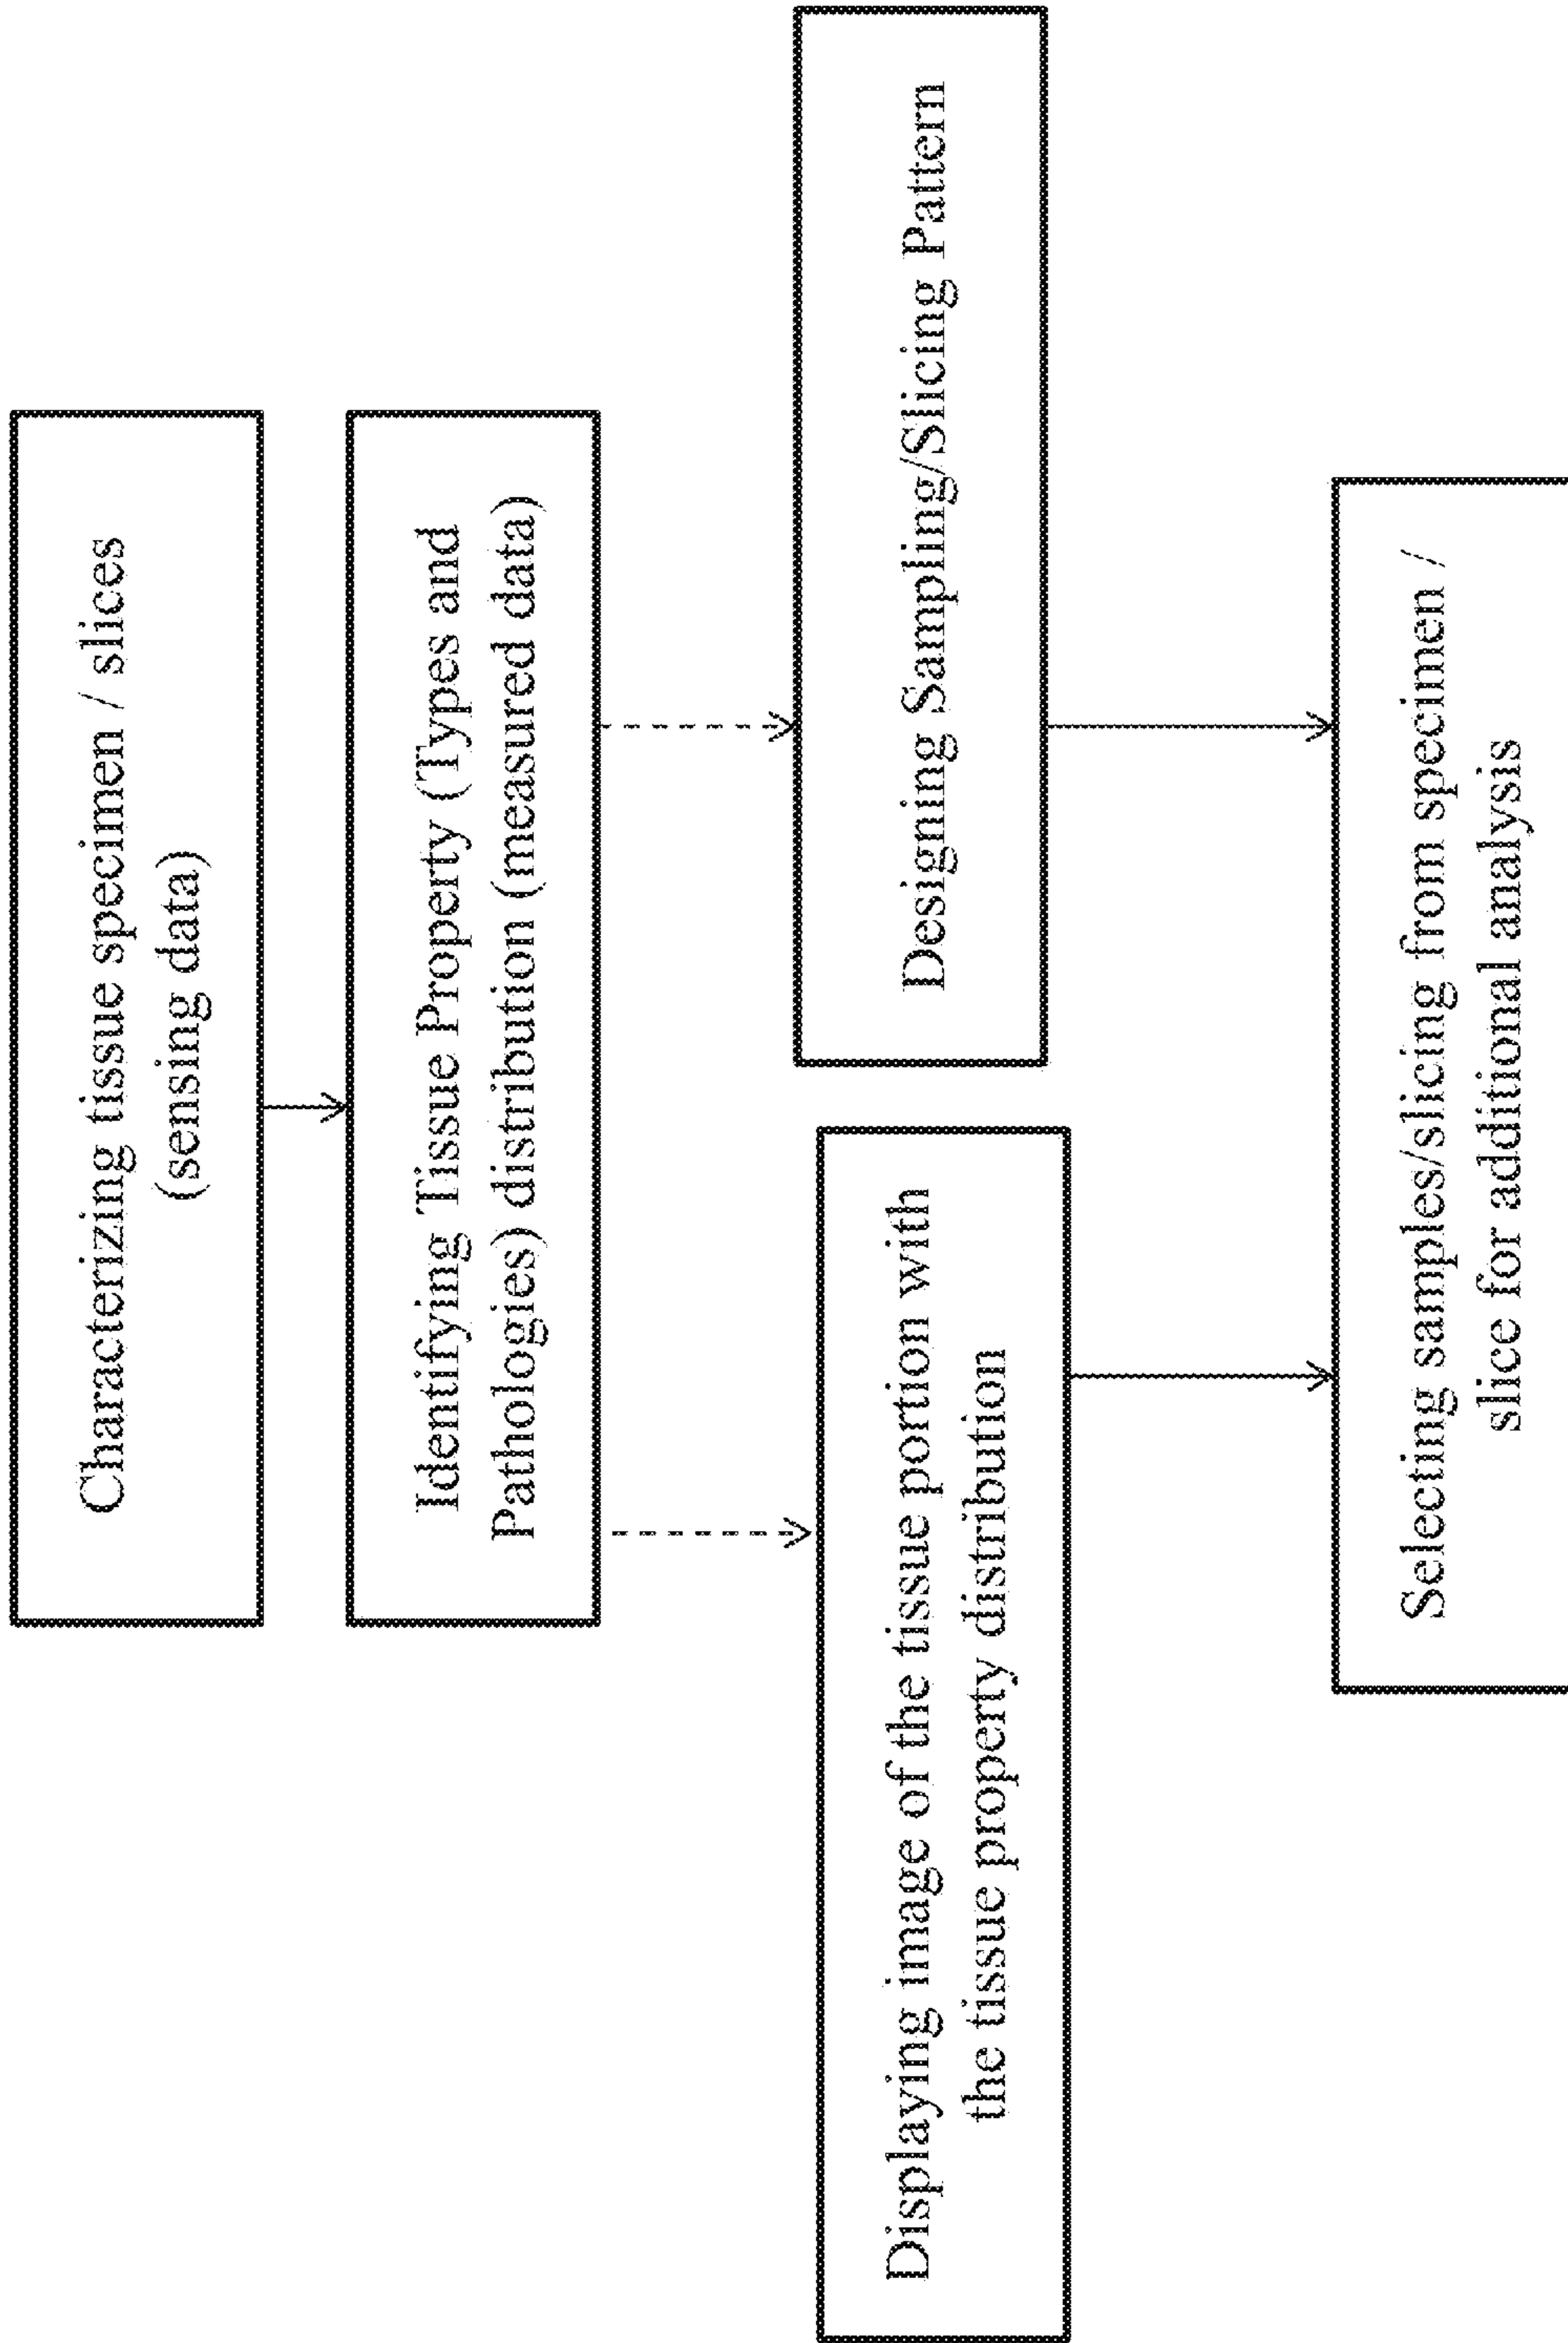 Characterizing tissue specimen / slices
(sensing data)
Identifying Tissue Property (Types and
Pathologies) distribution (measured data)
Displaying image of the tissue portion with
the tissue property distribution
Designing Sampling/Slicing Pattern
Selecting samples/slicing from specimen /
slice for additional analysis